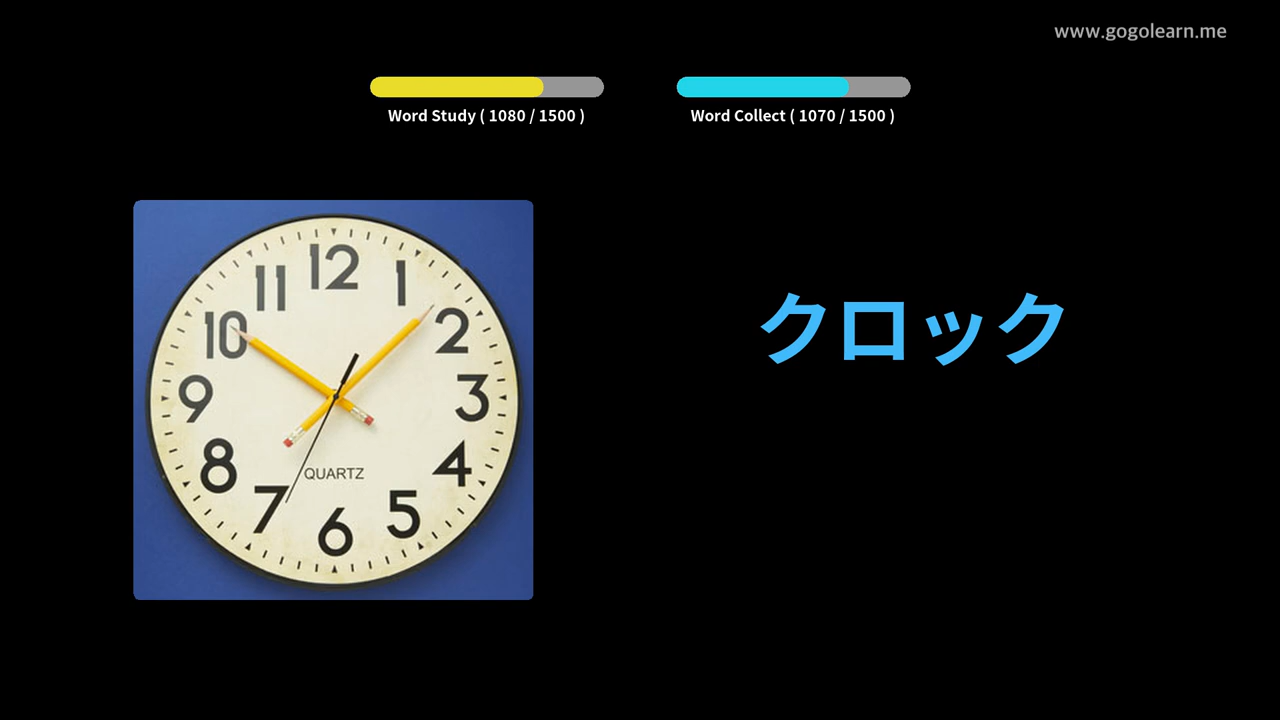 www.gogolearn.me
Word Study ( 1080 / 1500 )
Word Collect ( 1070 / 1500 )
12
11
1
10
2
9
3
8
4
QUARTZ
7
5
6
クロック